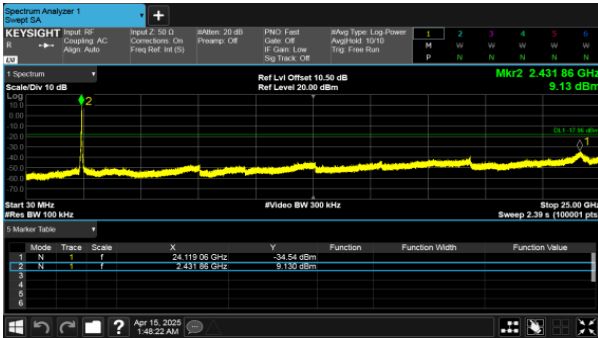 Spectrum Analyzer 1
Swept SA
+
KEYSIGHT Input: RF Input Z: 50 Ω #Atten: 20 dB PNO: Fast #Avg Type: Log-Power 1 2 3 4 5 6
R Coupling: AC Corrections: On Preamp: Off Gate: Off Avg|Hold: 10/10 M W W W W W
Align: Auto Freq Ref: Int (S) IF Gain: Low Trig: Free Run P N N N N N
Sig Track: Off
LM
1 Spectrum
Ref Lvl Offset 10.50 dB Mkr2 2.431 86 GHz
Scale/Div 10 dB Ref Level 20.00 dBm 9.13 dBm
Log
10.0
0.00
-10.0
-20.0
-30.0
-40.0
-50.0
-60.0
-70.0
2
1
Start 30 MHz #Video BW 300 kHz Stop 25.00 GHz
#Res BW 100 kHz Sweep 2.39 s (100001 pts)
5 Marker Table
Mode Trace Scale X Y Function Function Width Function Value
1 N 1 f 24.119 06 GHz -34.54 dBm
2 N 1 f 2.431 86 GHz 9.130 dBm
3
4
5
6
? Apr 15, 2025
1:48:22 AM